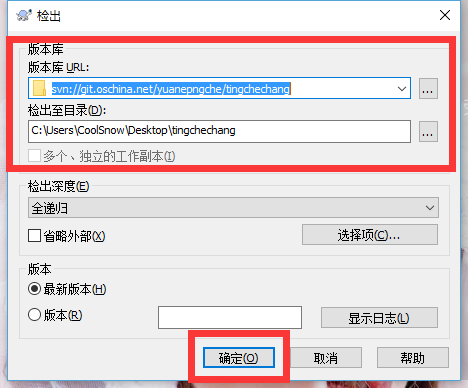 检出
版本库
版本库 URL:
svn://git.oschina.net/yuanepngche/tingchechang
...
检出至目录(D):
C:\Users\CoolSnow\Desktop\tingchechang
...
多个、独立的工作副本(I)
检出深度(E)
全递归
省略外部(X)
选择项(C)...
版本
最新版本(H)
版本(R)
显示日志(L)
确定(O)
取消
帮助